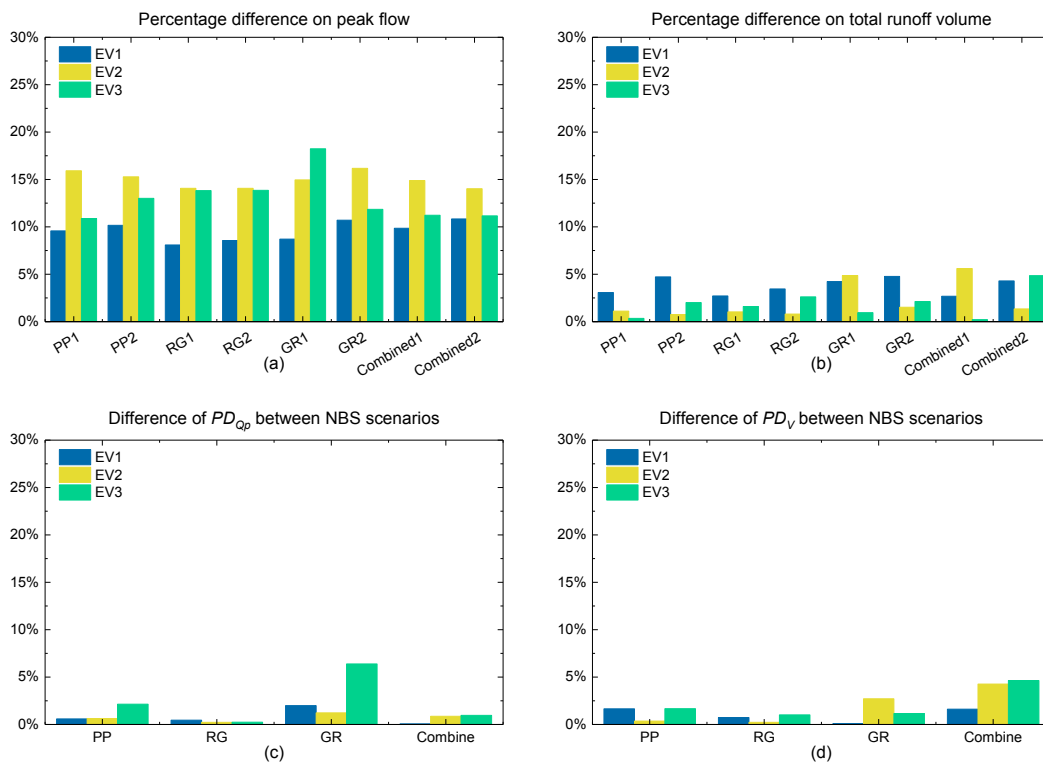 Percentage difference on peak flow
30%
25%
20%
15%
10%
5%
0%
EV1
EV2
EV3
PP1
PP2
RG1
RG2
GR1
GR2
Combined1
Combined2
(a)
Percentage difference on total runoff volume
30%
25%
20%
15%
10%
5%
0%
EV1
EV2
EV3
PP1
PP2
RG1
RG2
GR1
GR2
Combined1
Combined2
(b)
Difference of PD_Qp between NBS scenarios
30%
25%
20%
15%
10%
5%
0%
EV1
EV2
EV3
PP
RG
GR
Combine
(c)
Difference of PD_V between NBS scenarios
30%
25%
20%
15%
10%
5%
0%
EV1
EV2
EV3
PP
RG
GR
Combine
(d)